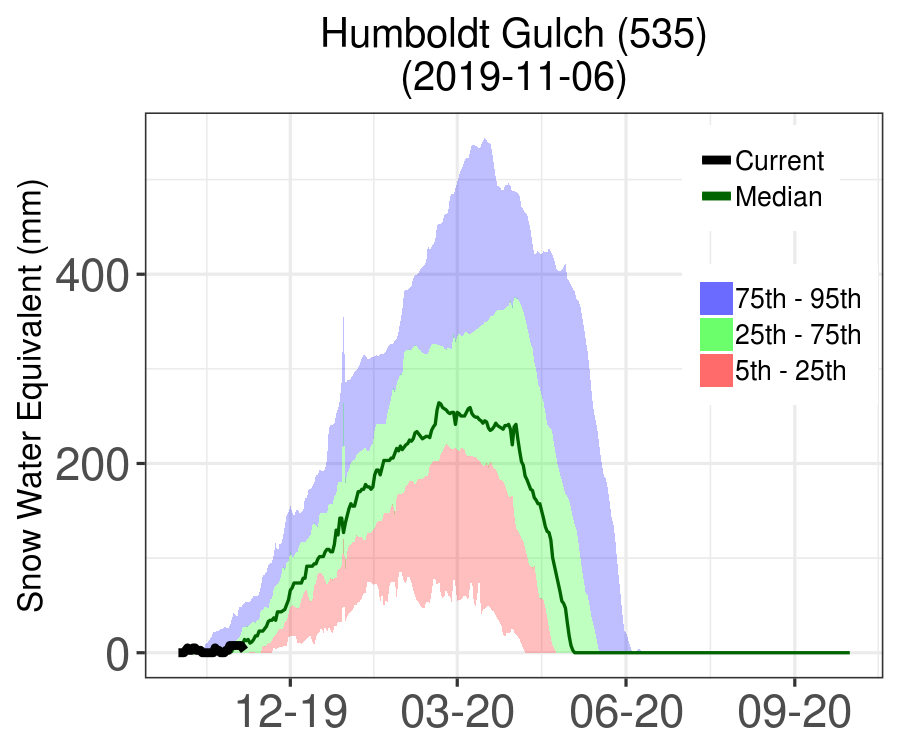 Humboldt Gulch (535)
(2019-11-06)
Snow Water Equivalent (mm)
400
200
0
12-19
03-20
06-20
09-20
Current
Median
75th - 95th
25th - 75th
5th - 25th